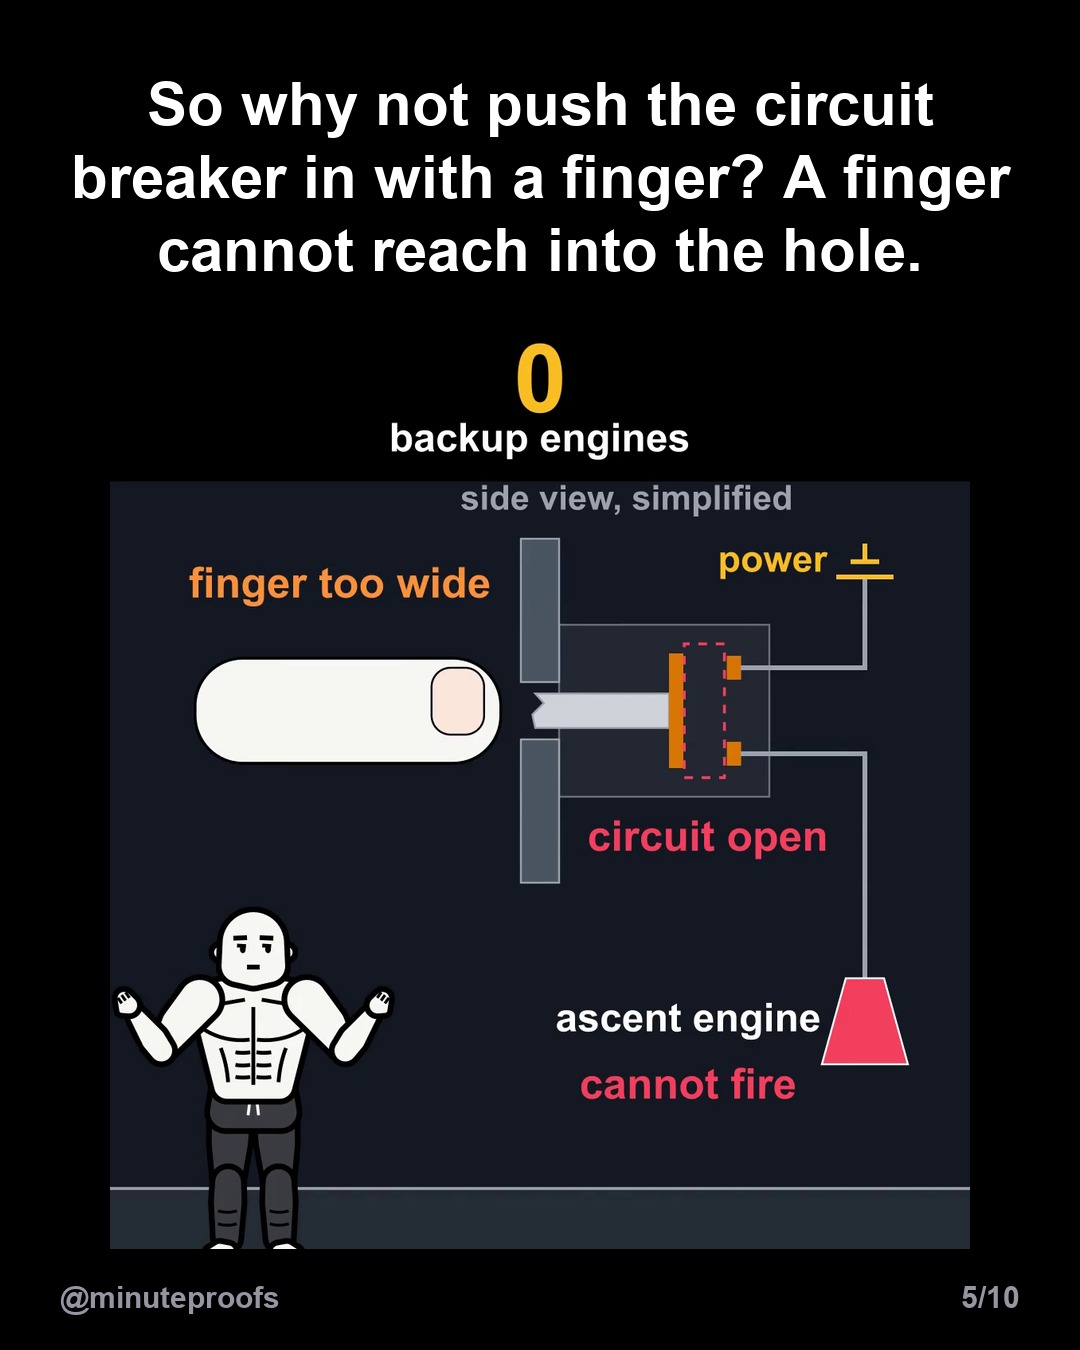 So why not push the circuit
breaker in with a finger? A finger
cannot reach into the hole.
0
backup engines
side view, simplified
power
finger too wide
circuit open
ascent engine
cannot fire
@minuteproofs
5/10